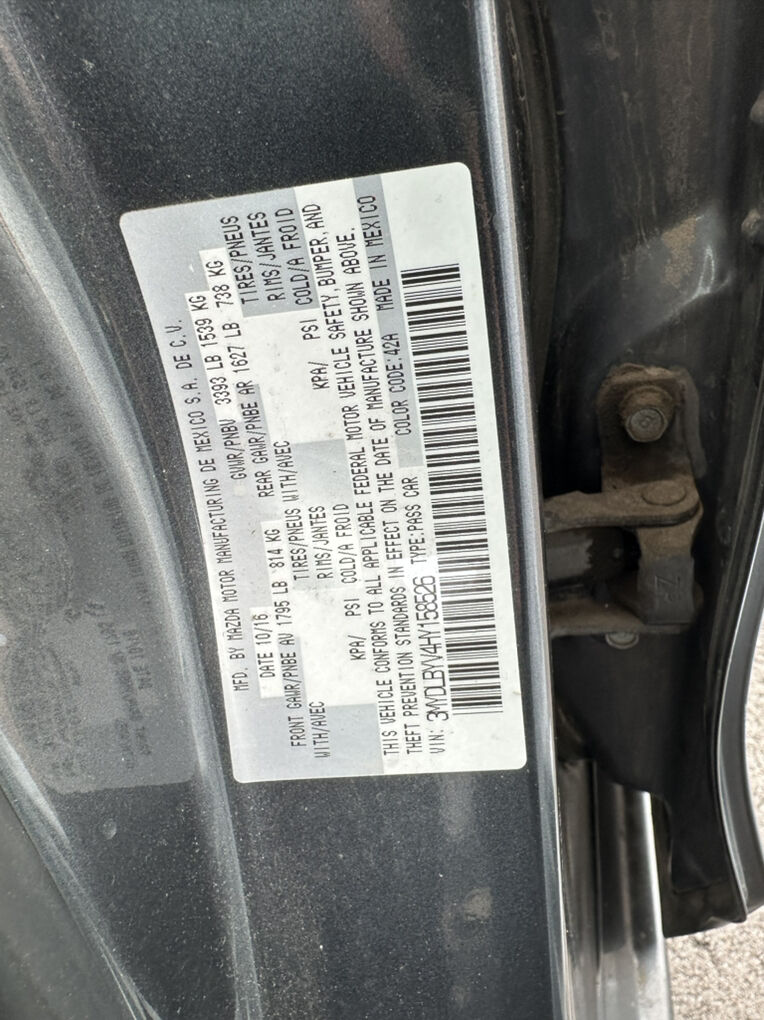 MFD. BY MAZDA MOTOR MANUFACTURING DE MEXICO S.A. DE C.V.
DATE 10/16 GVWR/PNBV 3393 LB 1539 KG
FRONT GAWR/PNBE AV 1795 LB 814 KG REAR GAWR/PNBE AR 1627 LB 738 KG
WITH/AVEC TIRES/PNEUS WITH/AVEC TIRES/PNEUS
RIMS/JANTES RIMS/JANTES
KPA/ PSI COLD/A FROID KPA/ PSI COLD/A FROID
THIS VEHICLE CONFORMS TO ALL APPLICABLE FEDERAL MOTOR VEHICLE SAFETY, BUMPER, AND
THEFT PREVENTION STANDARDS IN EFFECT ON THE DATE OF MANUFACTURE SHOWN ABOVE.
VIN: 3MYDLBYV4HY158526 TYPE:PASS CAR COLOR CODE:42A MADE IN MEXICO